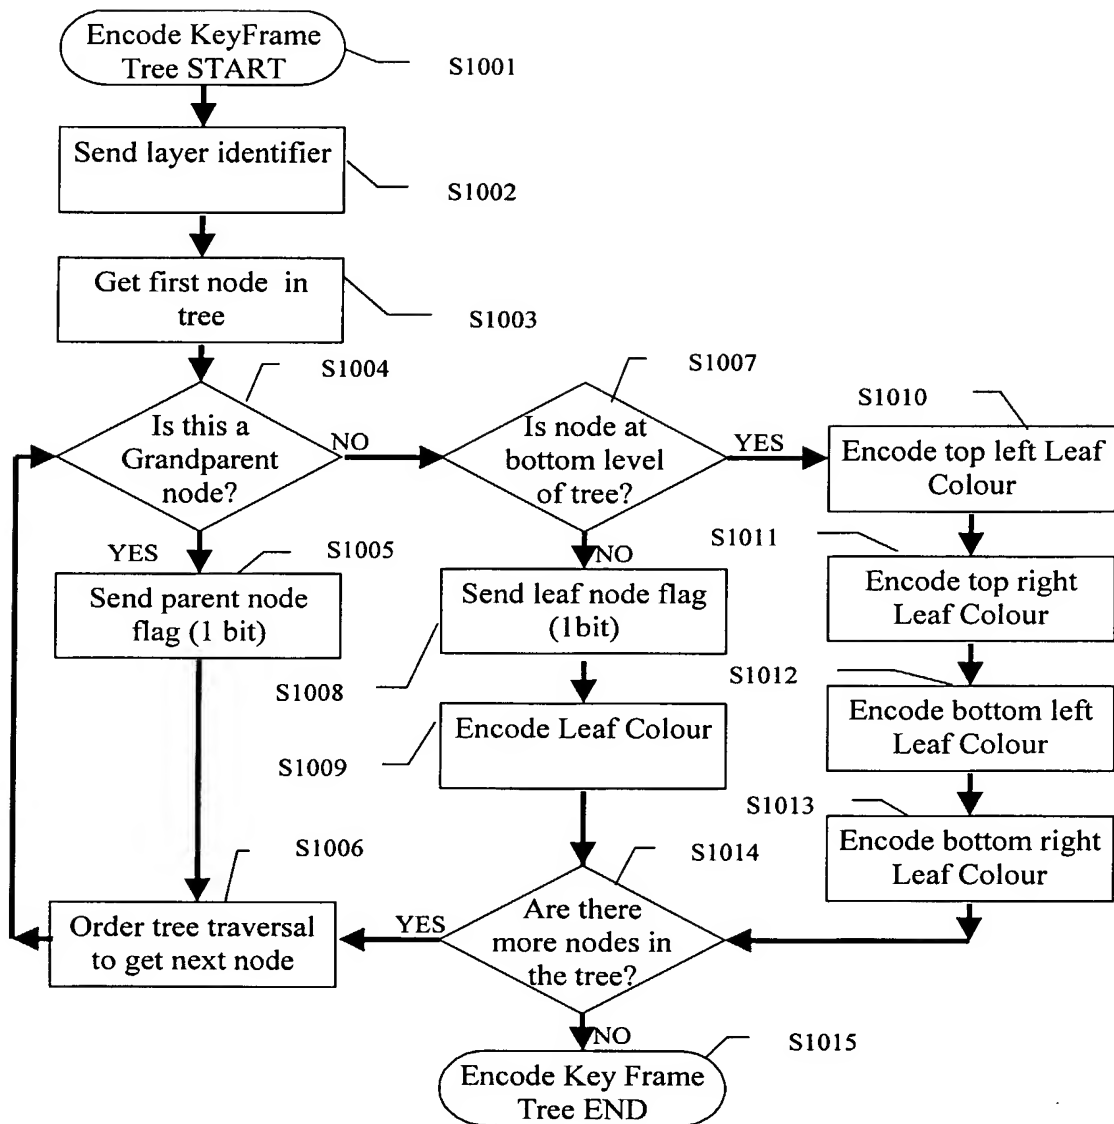 Encode KeyFrame
Tree START
S1001
Send layer identifier
S1002
Get first node in
tree
S1003
S1004
Is this a
Grandparent
node?
NO
YES
S1005
Send parent node
flag (1 bit)
S1006
Order tree traversal
to get next node
S1007
Is node at
bottom level
of tree?
YES
NO
Send leaf node flag
(1bit)
S1008
Encode Leaf Colour
S1009
S1010
Encode top left Leaf
Colour
S1011
Encode top right
Leaf Colour
S1012
Encode bottom left
Leaf Colour
S1013
Encode bottom right
Leaf Colour
S1014
Are there
more nodes in
the tree?
YES
NO
S1015
Encode Key Frame
Tree END